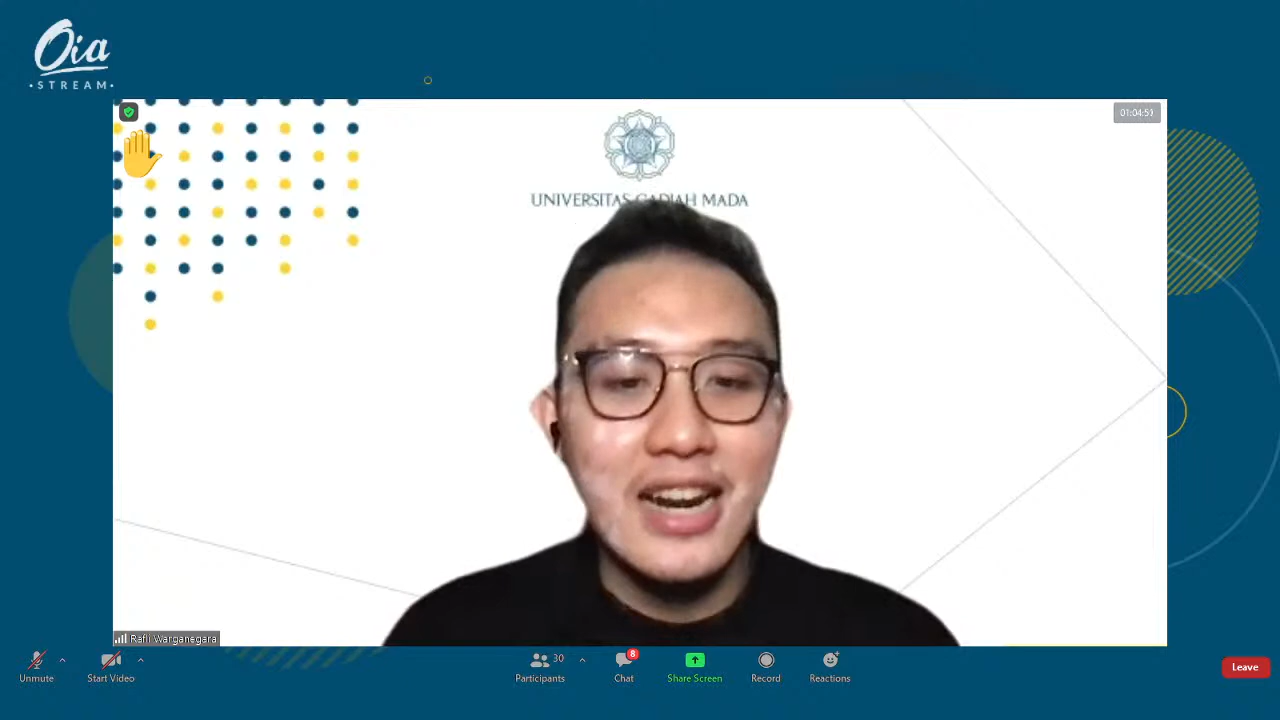 Oia
• STREAM •
01:04:51
UNIVERSITAS GADJAH MADA
Rafli Warganegara
Unmute
Start Video
30
Participants
8
Chat
Share Screen
Record
Reactions
Leave